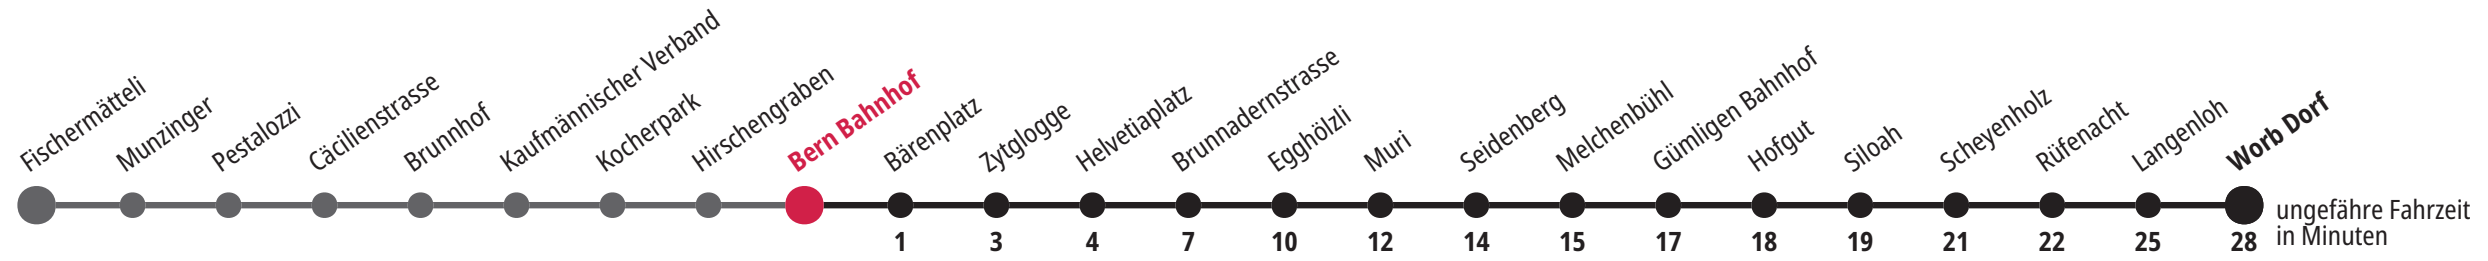 Fischermätteli
Munzinger
Pestalozzi
Cäcilienstrasse
Brunnhof
Kaufmännischer Verband
Kocherpark
Hirschengraben
Bern Bahnhof
Bärenplatz
Zytglogge
Helvetiaplatz
Brunnadernstrasse
Egghölzli
Muri
Seidenberg
Melchenbühl
Gümligen Bahnhof
Hofgut
Siloah
Scheyenholz
Rüfenacht
Langenloh
Worb Dorf
1 3 4 7 10 12 14 15 17 18 19 21 22 25 28
ungefähre Fahrzeit
in Minuten